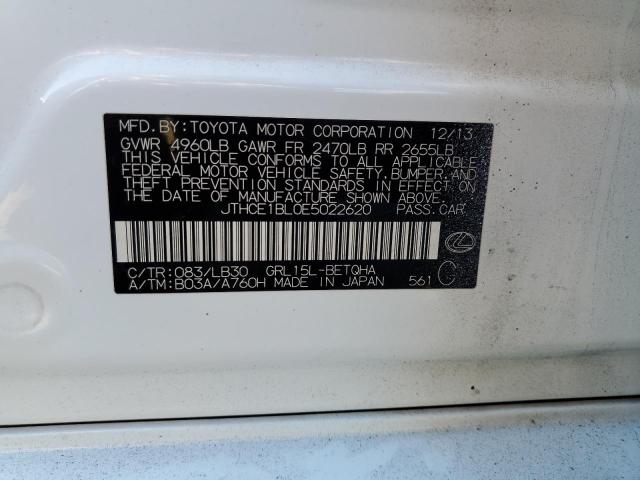 MFD.BY:TOYOTA MOTOR CORPORATION 12/13
GVWR 4960LB GAWR FR 2470LB RR 2655LB
THIS VEHICLE CONFORMS TO ALL APPLICABLE
FEDERAL MOTOR VEHICLE SAFETY,BUMPER,AND
THEFT PREVENTION STANDARDS IN EFFECT ON
THE DATE OF MANUFACTURE SHOWN ABOVE.
JTHCE1BL0E5022620 PASS.CAR
C/TR:083/LB30 GRL15L-BETQHA
A/TM:B03A/A760H MADE IN JAPAN 561 C